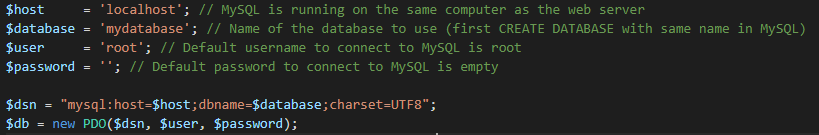 $host     = 'localhost'; // MySQL is running on the same computer as the web server
$database = 'mydatabase'; // Name of the database to use (first CREATE DATABASE with same name in MySQL)
$user     = 'root'; // Default username to connect to MySQL is root
$password = ''; // Default password to connect to MySQL is empty

$dsn = "mysql:host=$host;dbname=$database;charset=UTF8";
$db = new PDO($dsn, $user, $password);